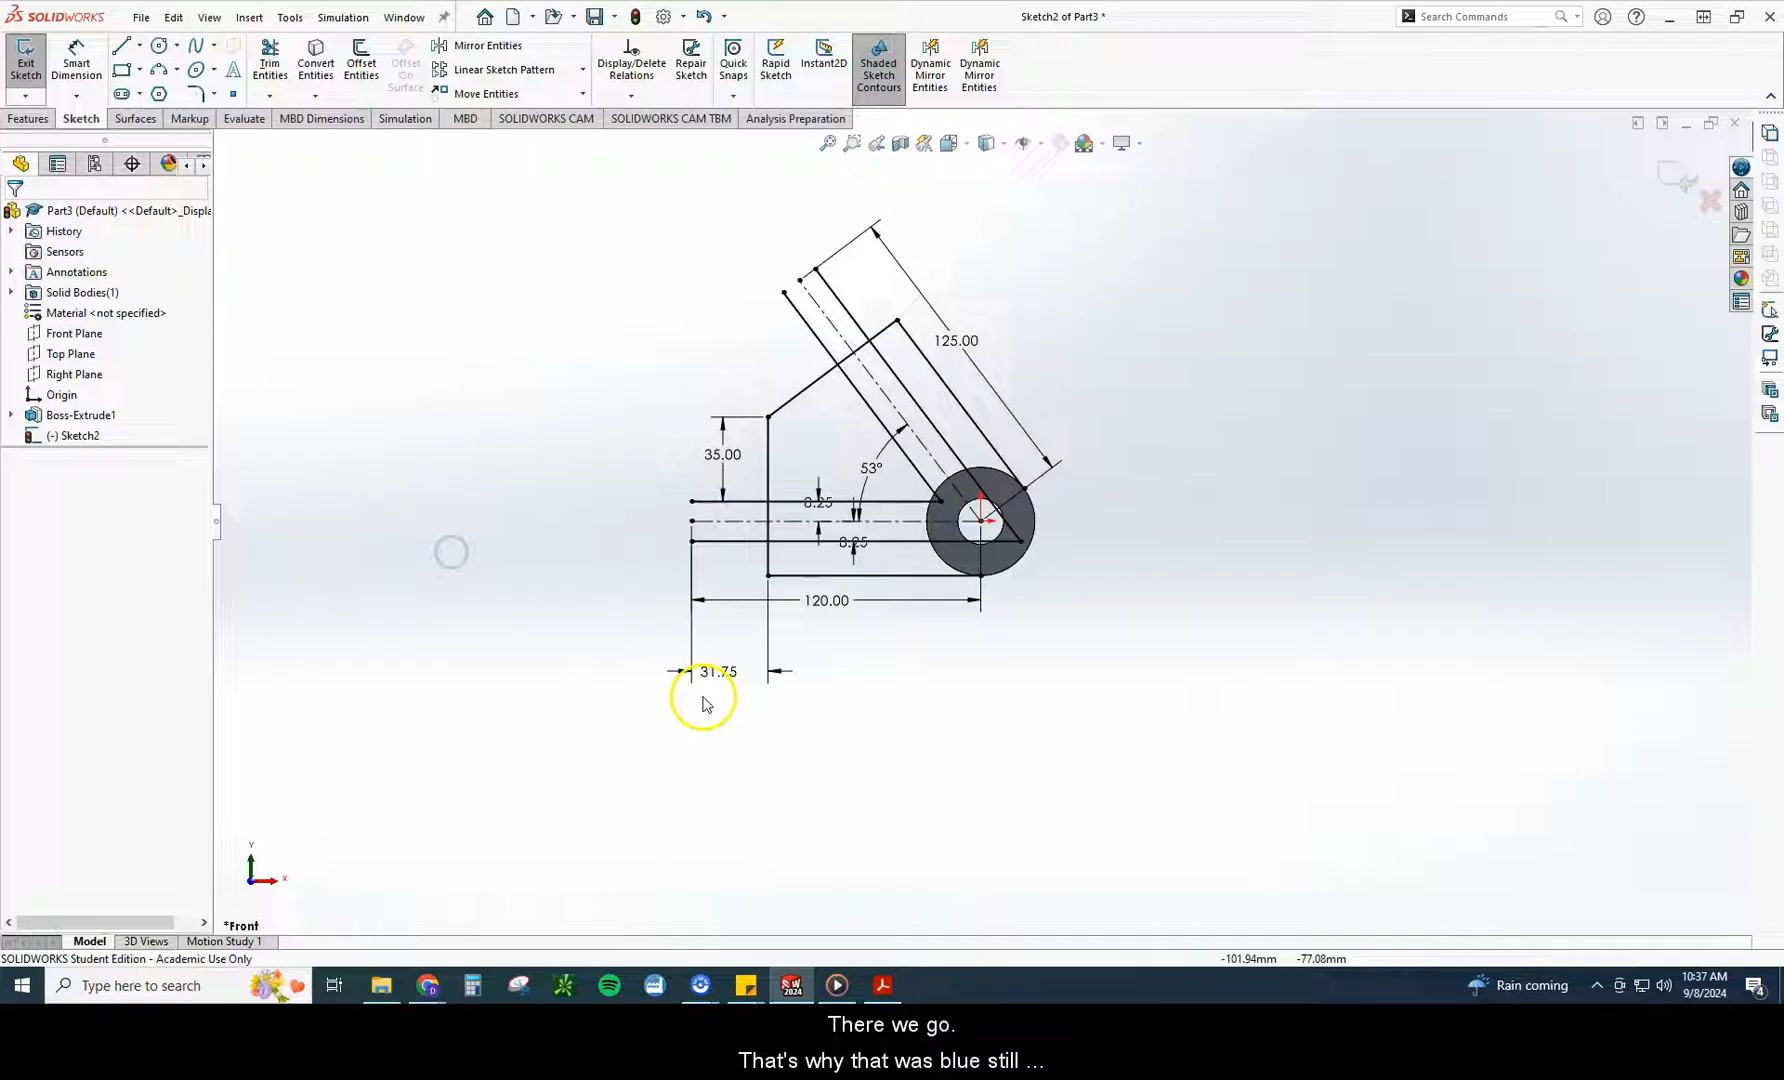 SOLIDWORKS File Edit View Insert Tools Simulation Window Sketch2 of Part3 * Search Commands
Exit Sketch
Smart Dimension
Trim Entities
Convert Entities
Offset Entities
Offset On Surface
Mirror Entities
Linear Sketch Pattern
Move Entities
Display/Delete Relations
Repair Sketch
Quick Snaps
Rapid Sketch
Instant2D
Shaded Sketch Contours
Dynamic Mirror Entities
Dynamic Mirror Entities
Features Sketch Surfaces Markup Evaluate MBD Dimensions Simulation MBD SOLIDWORKS CAM SOLIDWORKS CAM TBM Analysis Preparation
Part3 (Default) <<Default>_Displa
History
Sensors
Annotations
Solid Bodies(1)
Material <not specified>
Front Plane
Top Plane
Right Plane
Origin
Boss-Extrude1
(-) Sketch2
125.00
35.00
53°
8.25
8.25
120.00
31.75
Y
X
*Front
Model 3D Views Motion Study 1
SOLIDWORKS Student Edition - Academic Use Only -101.94mm -77.08mm
Type here to search
SW 2024
Rain coming
10:37 AM
9/8/2024
4
There we go.
That's why that was blue still ...